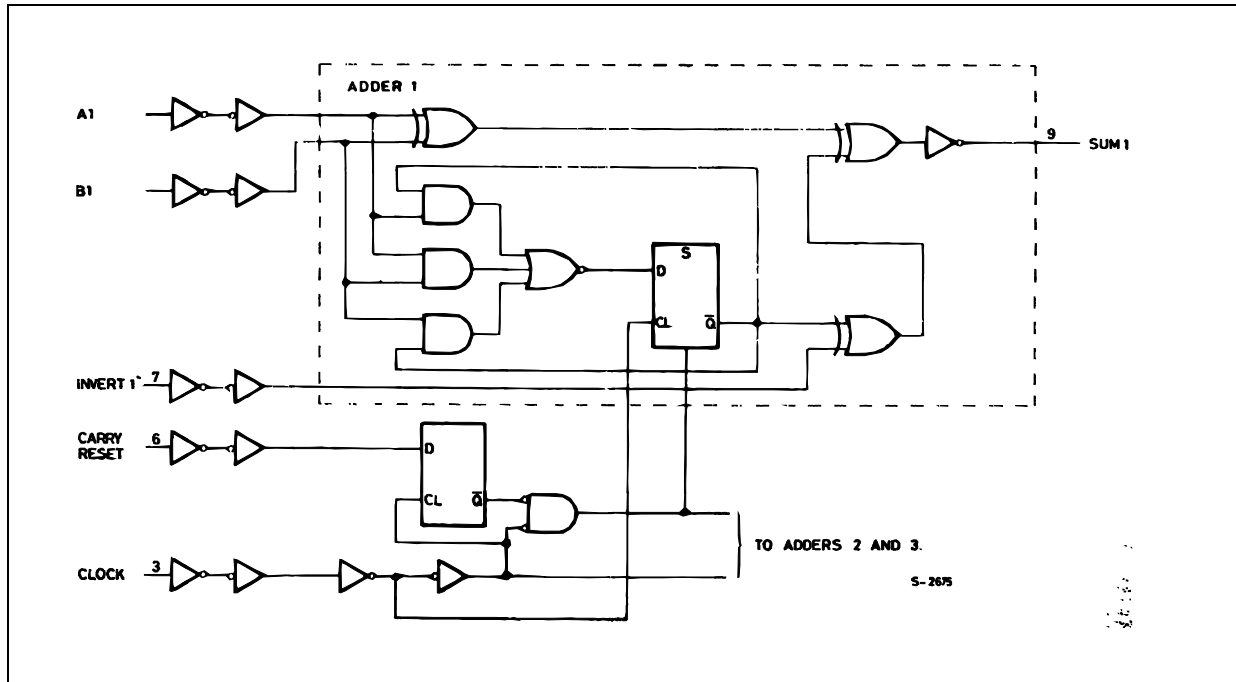 ADDER 1
A1
9
SUM 1
B1
S
D
CL
Q̅
INVERT 1
7
CARRY
RESET
6
D
CL
Q̅
TO ADDERS 2 AND 3.
CLOCK
3
S-2675